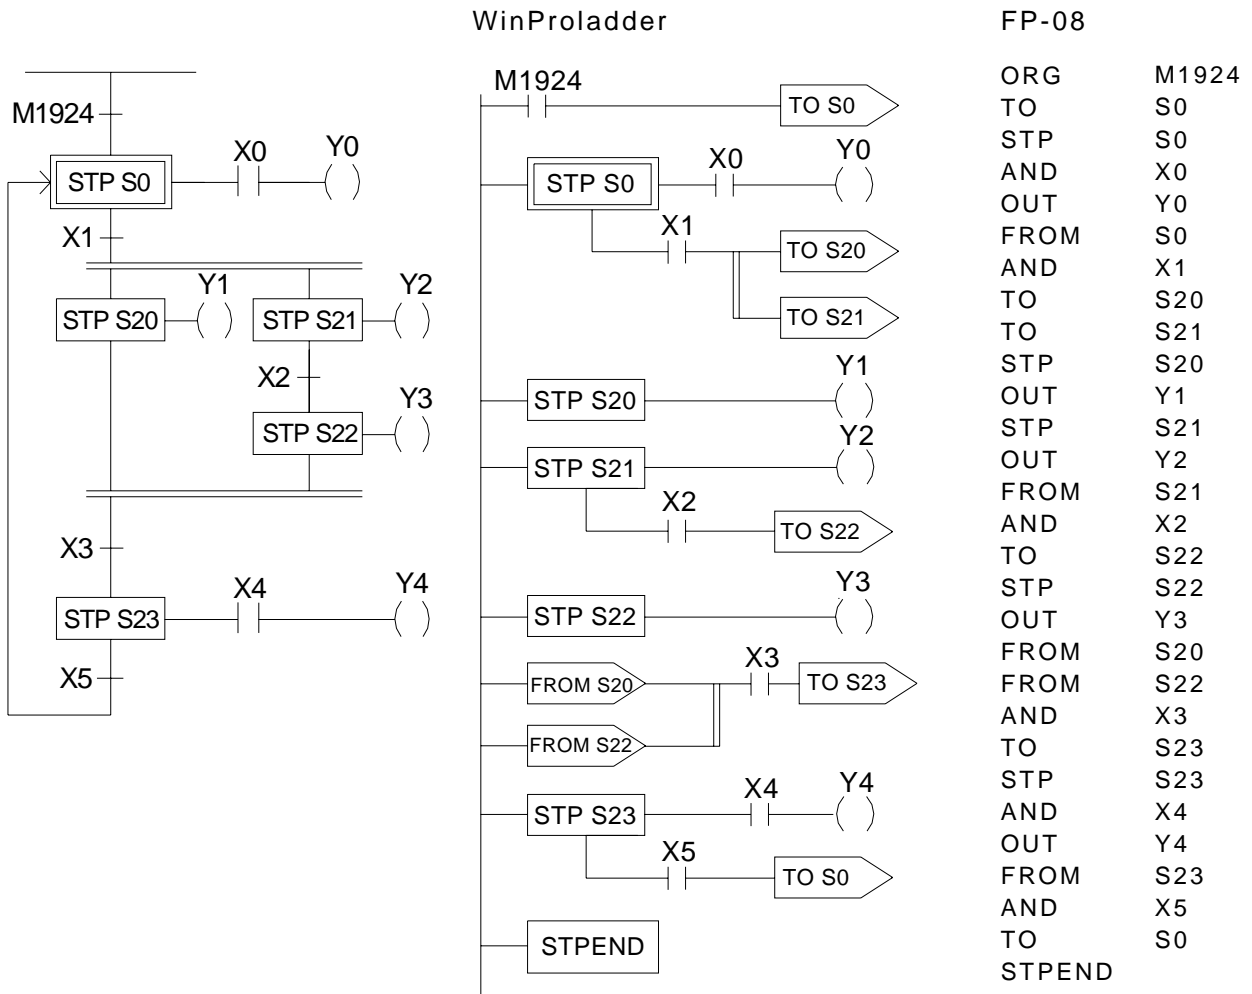 WinProladder
FP-08
M1924
X0
Y0
STP S0
X1
Y1
Y2
STP S20
STP S21
X2
Y3
STP S22
X3
X4
Y4
STP S23
X5
M1924
TO S0
X0
Y0
STP S0
X1
TO S20
TO S21
Y1
STP S20
Y2
STP S21
X2
TO S22
Y3
STP S22
X3
FROM S20
TO S23
FROM S22
X4
Y4
STP S23
X5
TO S0
STPEND
ORG M1924
TO S0
STP S0
AND X0
OUT Y0
FROM S0
AND X1
TO S20
TO S21
STP S20
OUT Y1
STP S21
OUT Y2
FROM S21
AND X2
TO S22
STP S22
OUT Y3
FROM S20
FROM S22
AND X3
TO S23
STP S23
AND X4
OUT Y4
FROM S23
AND X5
TO S0
STPEND